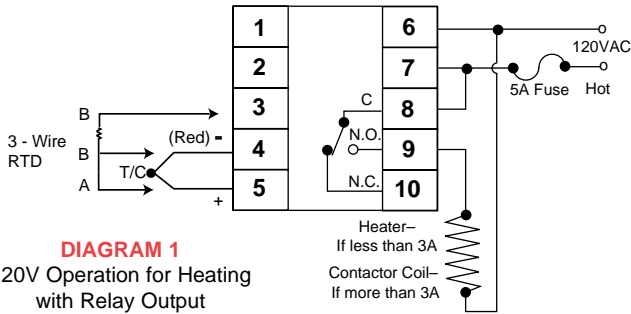 1
2
3
4
5
6
7
8
9
10
120VAC
5A Fuse
Hot
C
N.O.
N.C.
B
3 - Wire
RTD
B
A
(Red) -
T/C
+
Heater–
If less than 3A
Contactor Coil–
If more than 3A
DIAGRAM 1
20V Operation for Heating
with Relay Output